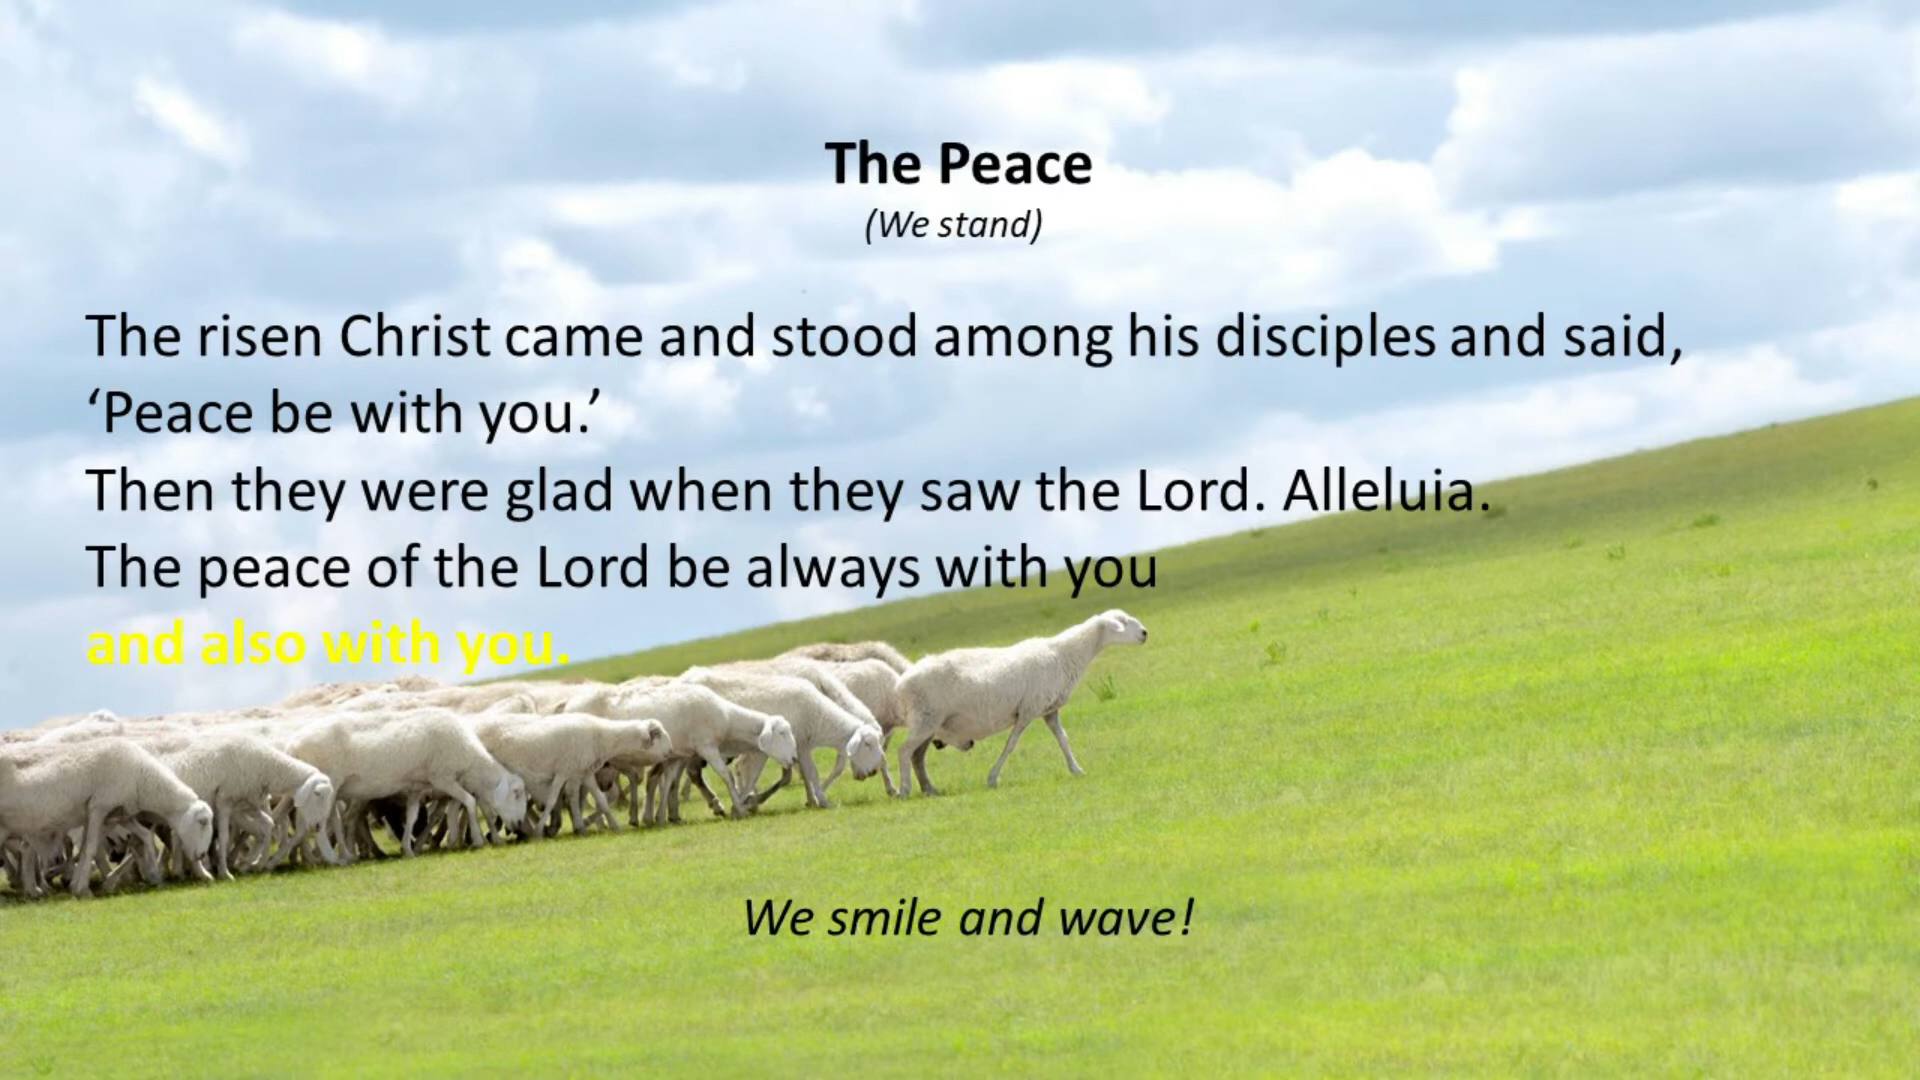 The Peace
(We stand)
The risen Christ came and stood among his disciples and said,
‘Peace be with you.’
Then they were glad when they saw the Lord. Alleluia.
The peace of the Lord be always with you
and also with you.
We smile and wave!